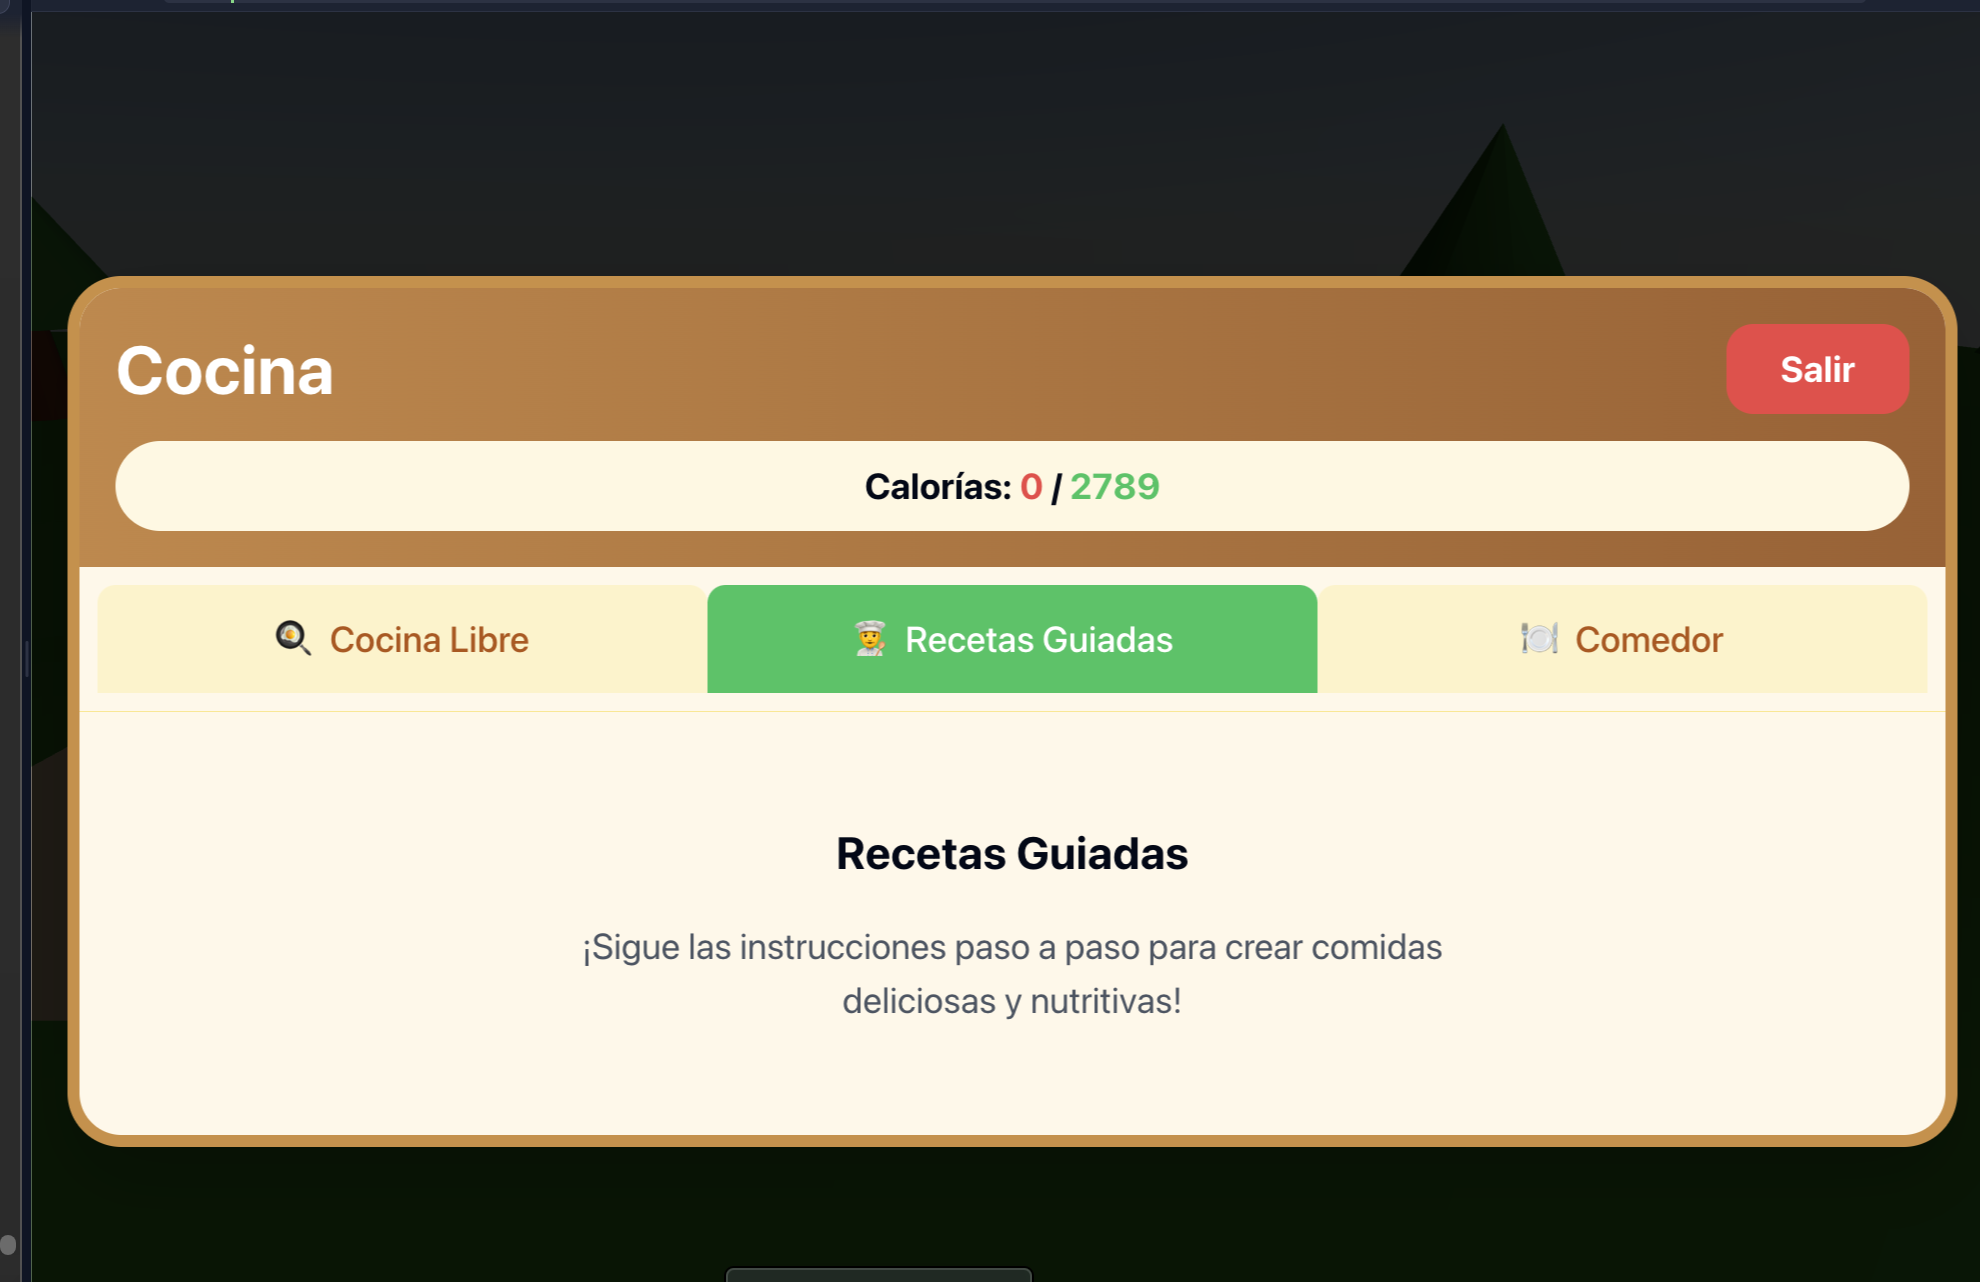 Cocina
Salir
Calorías: 0 / 2789
Cocina Libre
Recetas Guiadas
Comedor
Recetas Guiadas
¡Sigue las instrucciones paso a paso para crear comidas
deliciosas y nutritivas!